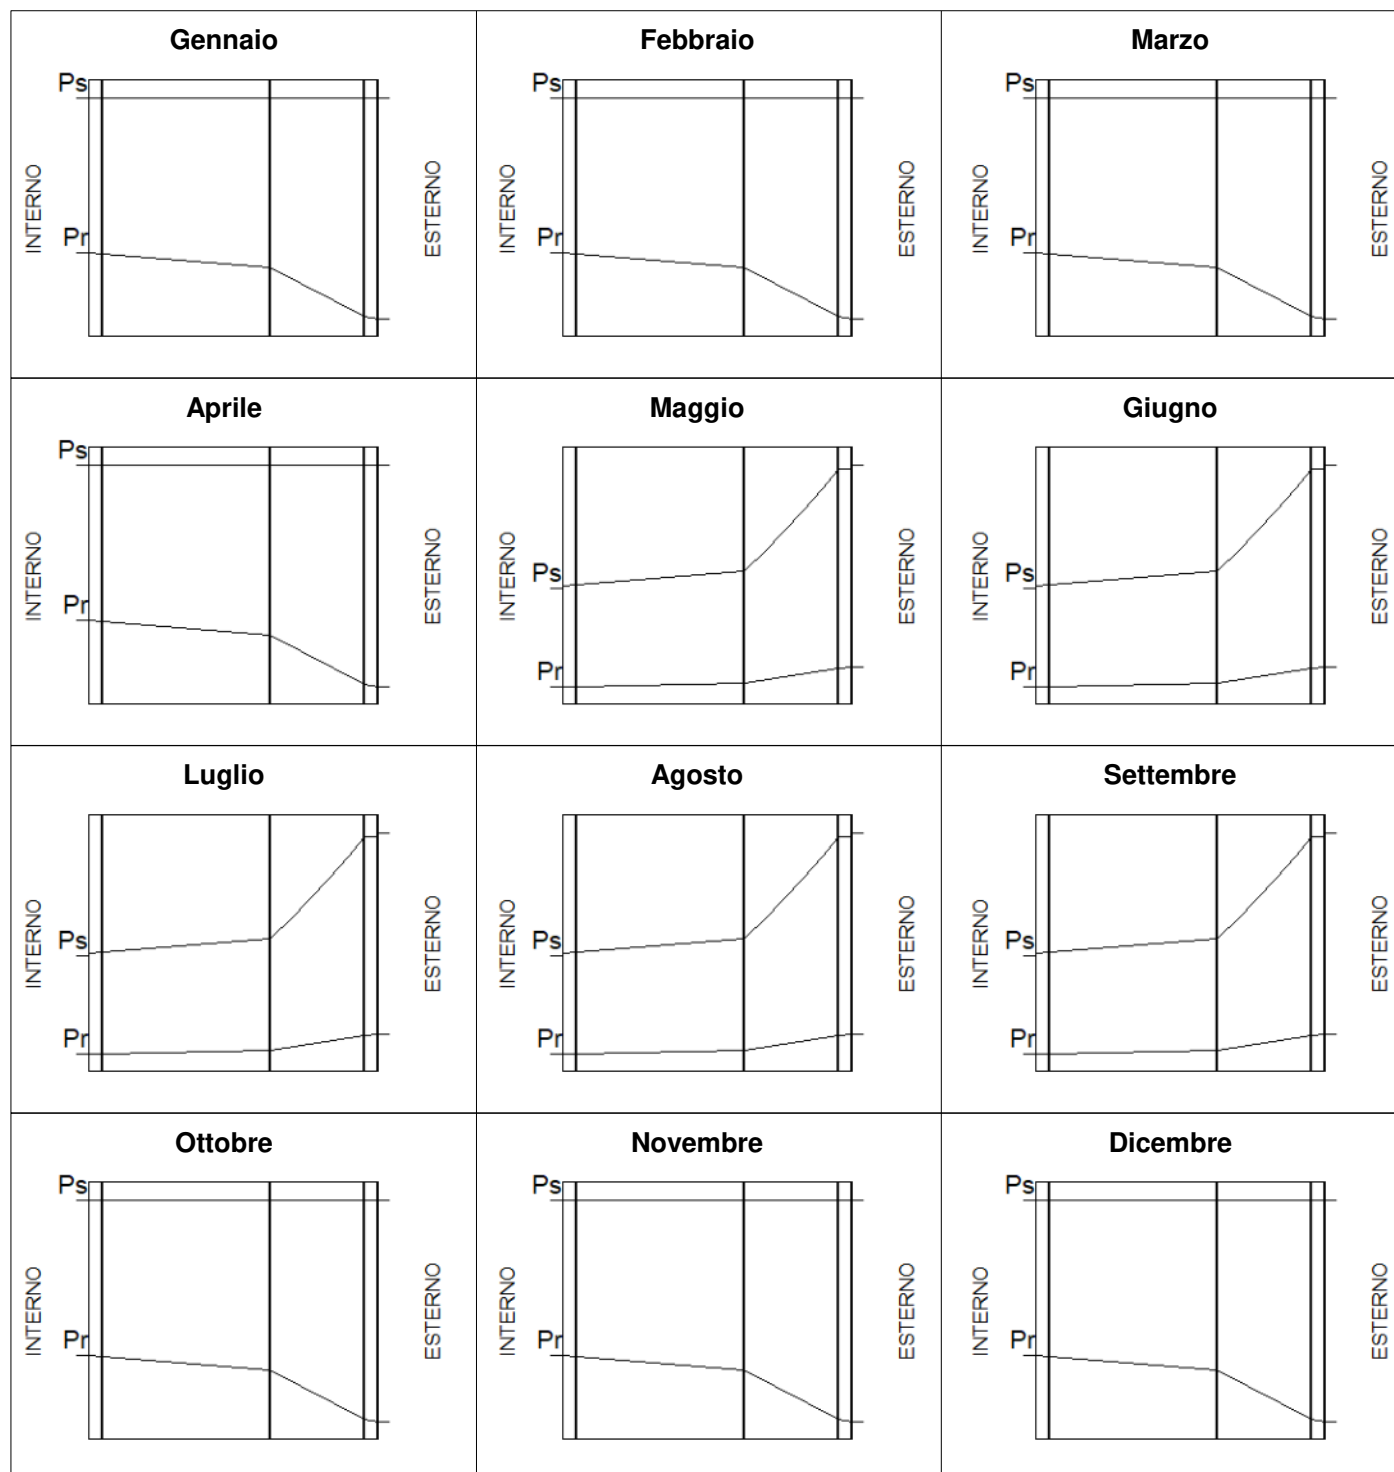 Gennaio
Ps
Pr
INTERNO
ESTERNO
Febbraio
Ps
Pr
INTERNO
ESTERNO
Marzo
Ps
Pr
INTERNO
ESTERNO
Aprile
Ps
Pr
INTERNO
ESTERNO
Maggio
Ps
Pr
INTERNO
ESTERNO
Giugno
Ps
Pr
INTERNO
ESTERNO
Luglio
Ps
Pr
INTERNO
ESTERNO
Agosto
Ps
Pr
INTERNO
ESTERNO
Settembre
Ps
Pr
INTERNO
ESTERNO
Ottobre
Ps
Pr
INTERNO
ESTERNO
Novembre
Ps
Pr
INTERNO
ESTERNO
Dicembre
Ps
Pr
INTERNO
ESTERNO